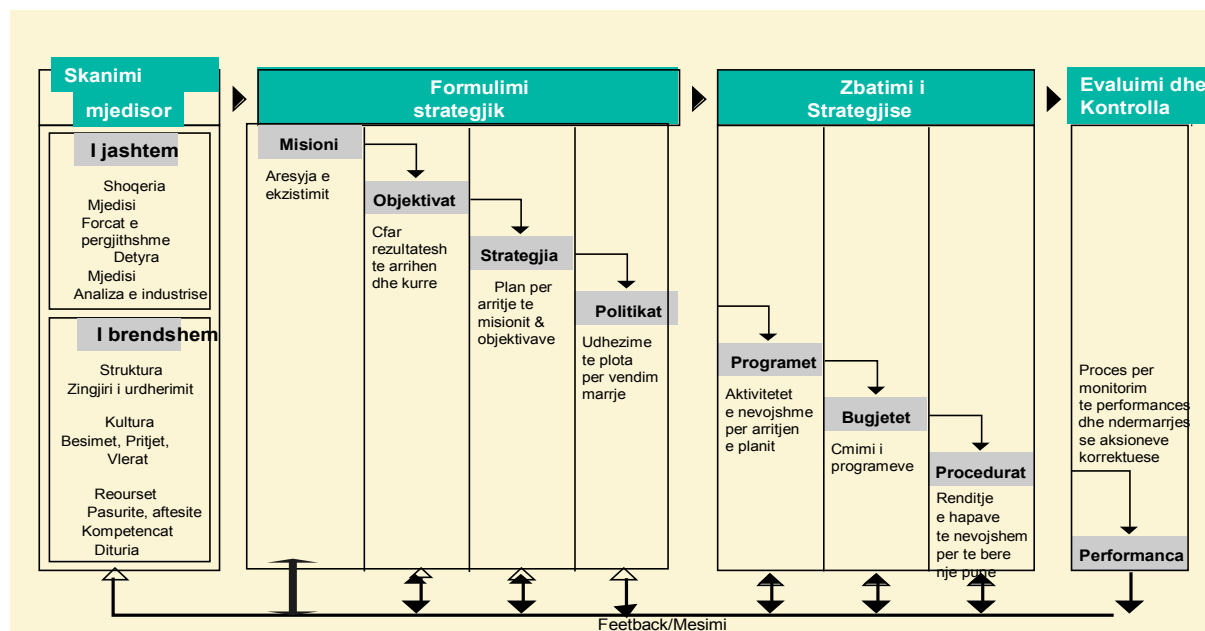 Skanimi
mjedisor
I jashtem
Shoqeria
Mjedisi
Forcat e
pergjithshme
Detyra
Mjedisi
Analiza e industrise
I brendshem
Struktura
Zingjiri i urdherimit
Kultura
Besimet, Pritjet,
Vlerat
Reourset
Pasurite, aftesite
Kompetencat
Dituria
Formulimi
strategjik
Misioni
Aresyja e
ekzistimit
Objektivat
Cfar
rezultatesh
te arrihen
dhe kurre
Strategjia
Plan per
arritje te
misionit &
objektivave
Politikat
Udhezime
te plota
per vendim
marrje
Zbatimi i
Strategjise
Programet
Aktivitetet
e nevojshme
per arritjen
e planit
Bugjetet
Cmimi i
programeve
Procedurat
Renditje
e hapave
te nevojshem
per te bere
nje pune
Evaluimi dhe
Kontrolla
Proces per
monitorim
te performances
dhe ndermarrjes
se aksioneve
korrektuese
Performanca
Feetback/Mesimi